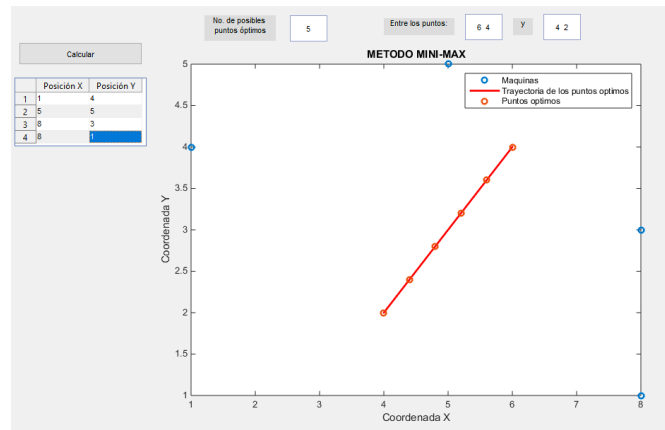 No. de posibles
puntos óptimos
5
Entre los puntos:
6 4
y
4 2
Calcular
Posición X Posición Y
1 1 4
2 5 5
3 8 3
4 8 1
METODO MINI-MAX
Maquinas
Trayectoria de los puntos optimos
Puntos optimos
5
4.5
4
3.5
3
2.5
2
1.5
1
Coordenada Y
1 2 3 4 5 6 7 8
Coordenada X